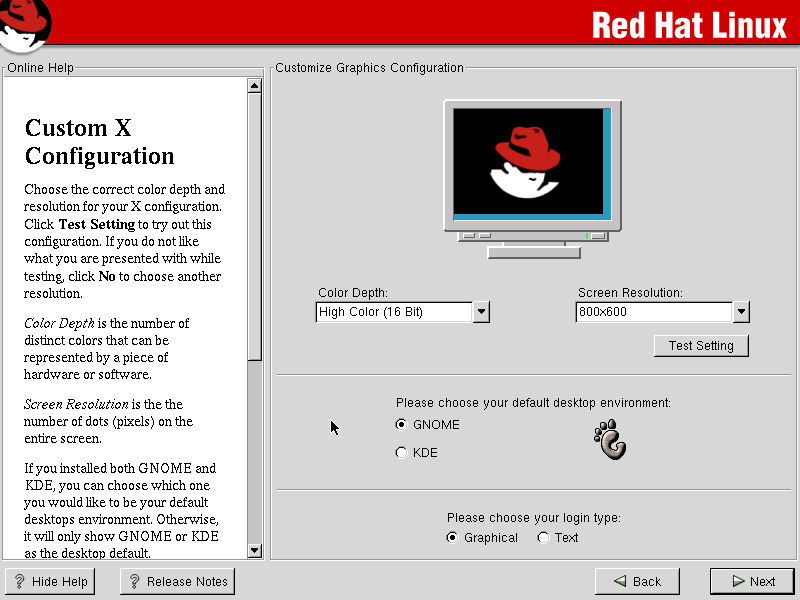 Red Hat Linux
Online Help
Custom X
Configuration
Choose the correct color depth and
resolution for your X configuration.
Click Test Setting to try out this
configuration. If you do not like
what you are presented with while
testing, click No to choose another
resolution.
Color Depth is the number of
distinct colors that can be
represented by a piece of
hardware or software.
Screen Resolution is the the
number of dots (pixels) on the
entire screen.
If you installed both GNOME and
KDE, you can choose which one
you would like to be your default
desktops environment. Otherwise,
it will only show GNOME or KDE
as the desktop default.
Customize Graphics Configuration
Color Depth:
High Color (16 Bit)
Screen Resolution:
800x600
Test Setting
Please choose your default desktop environment:
GNOME
KDE
Please choose your login type:
Graphical
Text
Hide Help
Release Notes
Back
Next